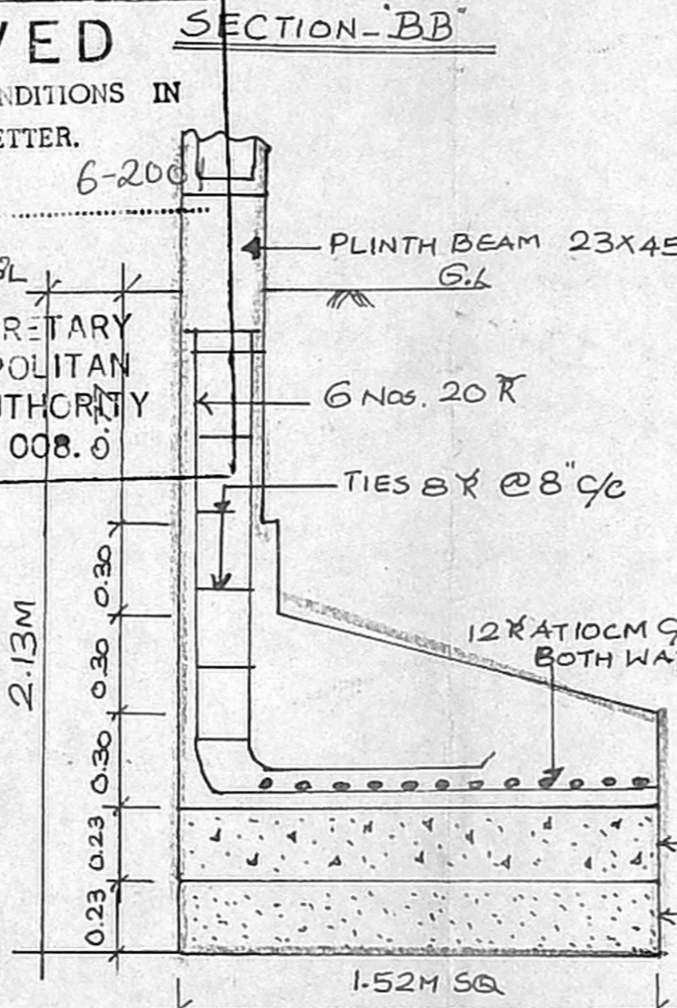 SECTION-'BB'
VED
NDITIONS IN
ETTER.
6-200
PLINTH BEAM 23X45
G.L
RETARY
POLITAN
UTHORITY
008.
6 Nos. 20
TIES 8 @ 8" C/C
0.30
12 AT 10CM
BOTH WA
2.13M
0.30
0.30
0.23
0.23
1.52M SQ